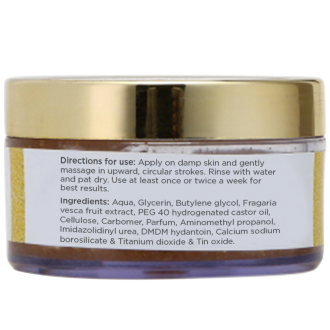 Directions for use: Apply on damp skin and gently
massage in upward, circular strokes. Rinse with water
and pat dry. Use at least once or twice a week for
best results.
Ingredients: Aqua, Glycerin, Butylene glycol, Fragaria
vesca fruit extract, PEG 40 hydrogenated castor oil,
Cellulose, Carbomer, Parfum, Aminomethyl propanol,
Imidazolidinyl urea, DMDM hydantoin, Calcium sodium
borosilicate & Titanium dioxide & Tin oxide.